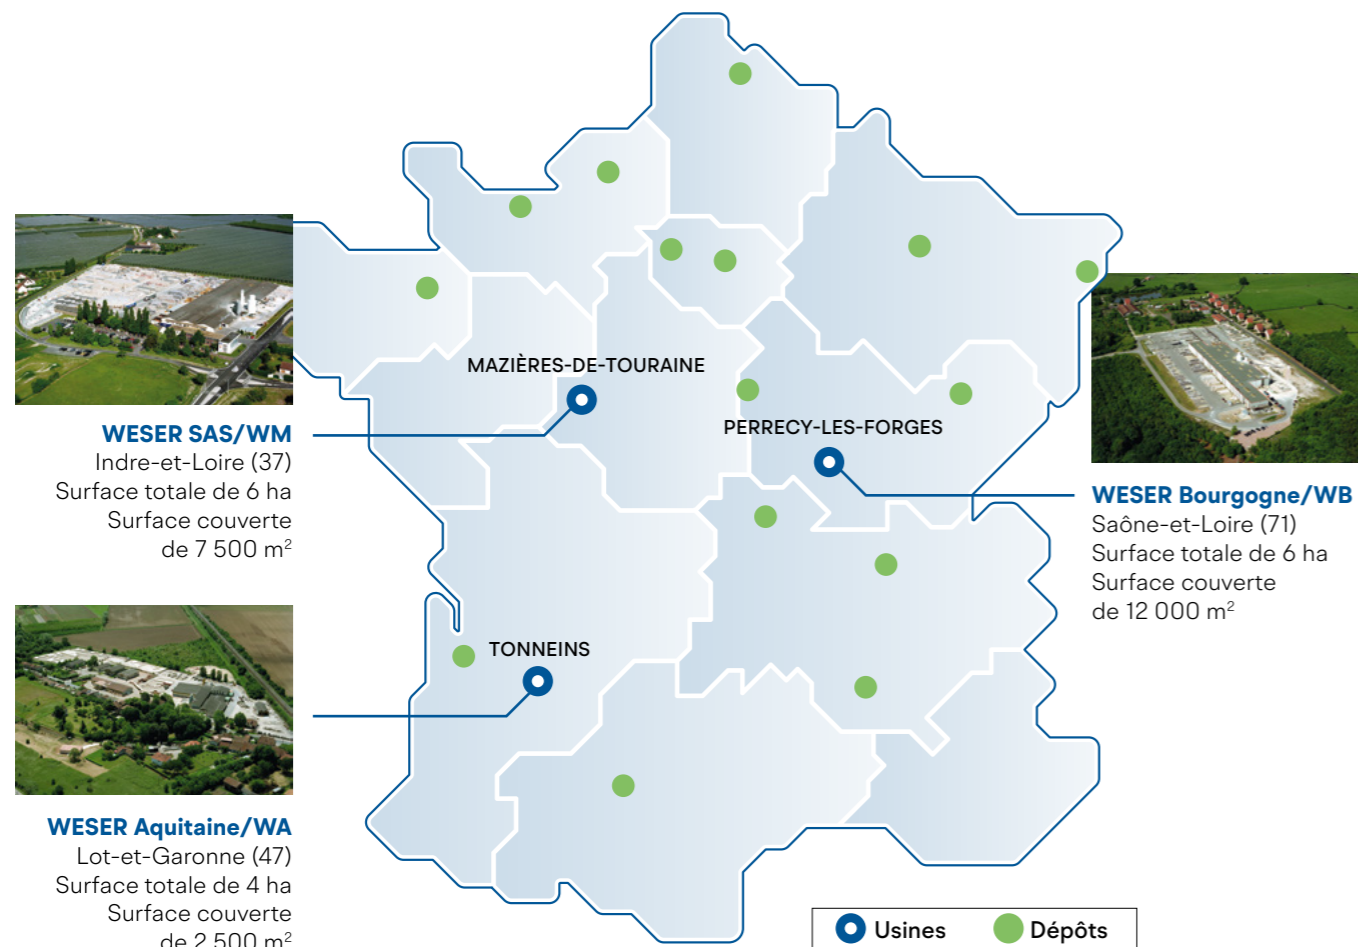 MAZIÈRES-DE-TOURAINE
WESER SAS/WM
Indre-et-Loire (37)
Surface totale de 6 ha
Surface couverte
de 7 500 m²
PERRECY-LES-FORGES
WESER Bourgogne/WB
Saône-et-Loire (71)
Surface totale de 6 ha
Surface couverte
de 12 000 m²
TONNEINS
WESER Aquitaine/WA
Lot-et-Garonne (47)
Surface totale de 4 ha
Surface couverte
de 2 500 m²
Usines
Dépôts